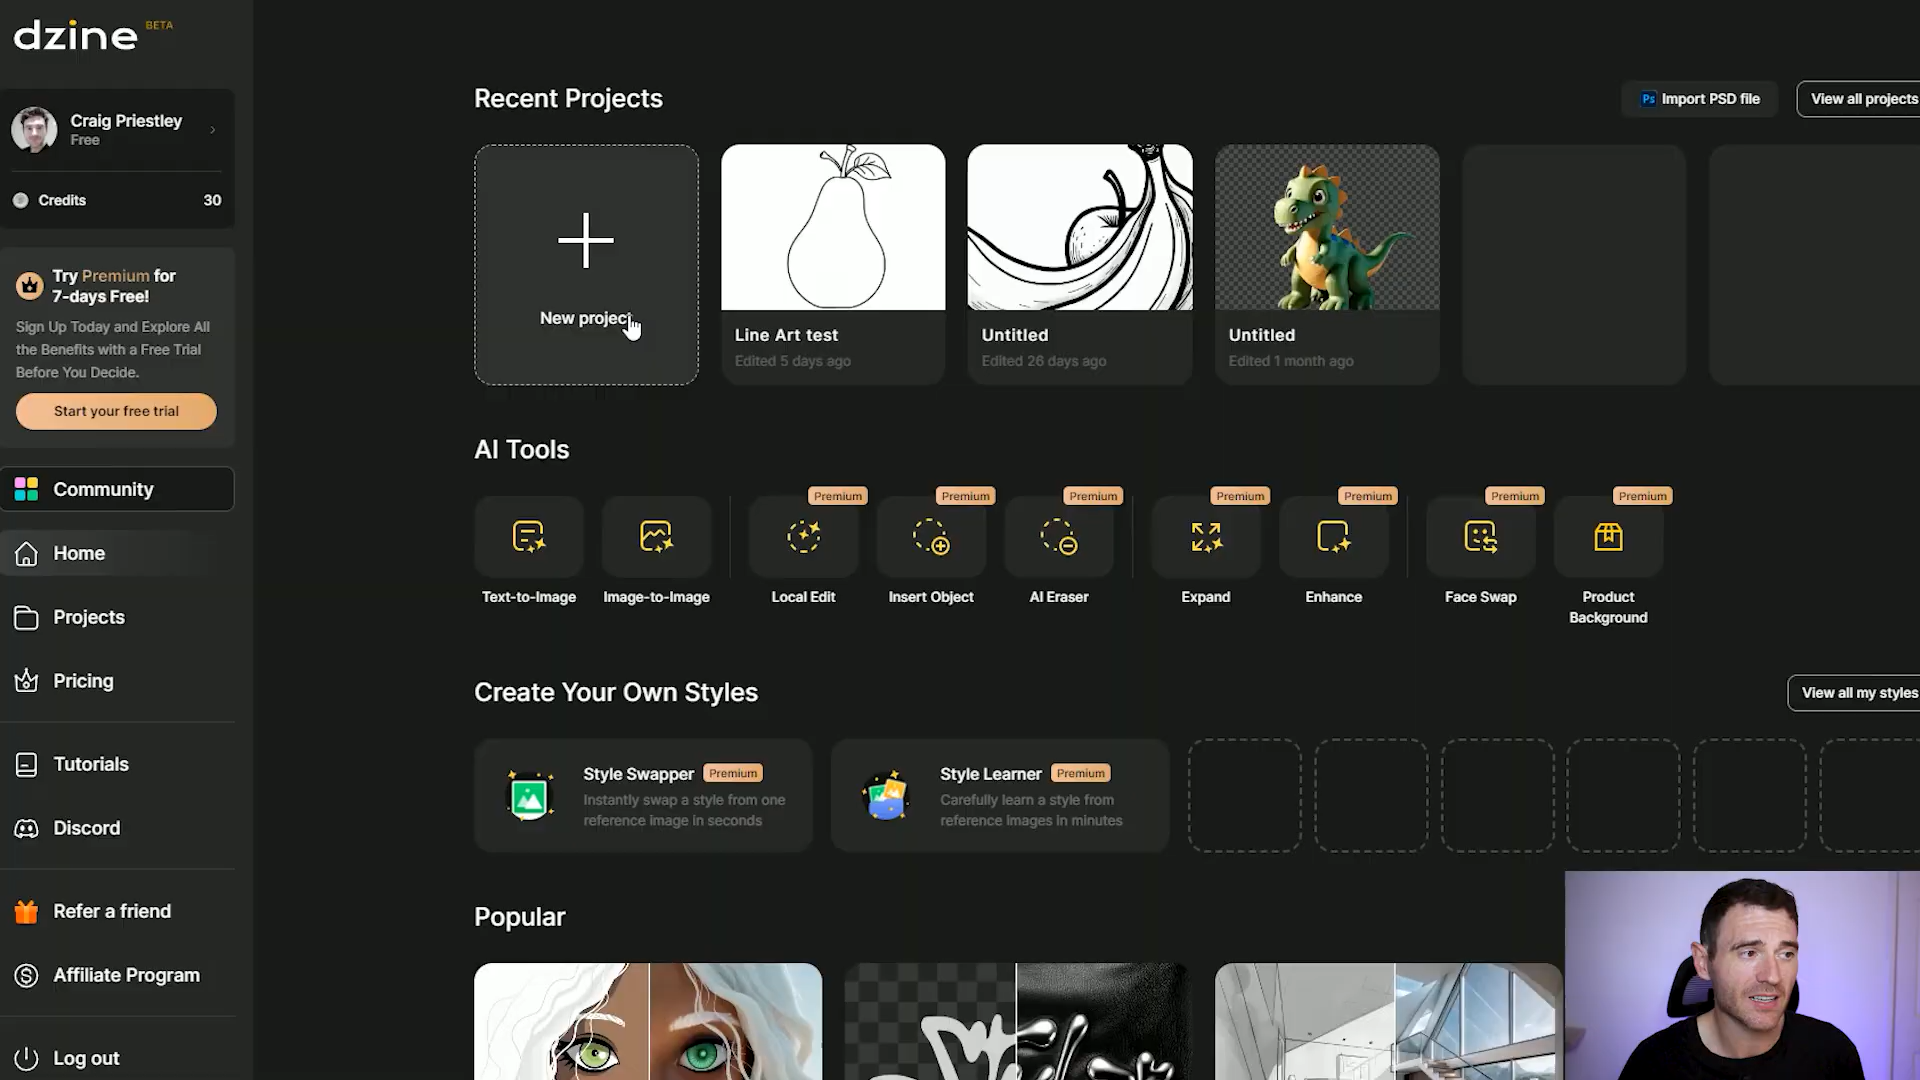 dzine BETA
Craig Priestley
Free
Credits 30
Try Premium for
7-days Free!
Sign Up Today and Explore All
the Benefits with a Free Trial
Before You Decide.
Start your free trial
Community
Home
Projects
Pricing
Tutorials
Discord
Refer a friend
Affiliate Program
Log out
Recent Projects
Ps Import PSD file
View all projects
New project
Line Art test
Edited 5 days ago
Untitled
Edited 26 days ago
Untitled
Edited 1 month ago
AI Tools
Premium Premium Premium Premium Premium Premium Premium
Text-to-Image Image-to-Image Local Edit Insert Object AI Eraser Expand Enhance Face Swap Product
Background
Create Your Own Styles
View all my styles
Style Swapper Premium
Instantly swap a style from one
reference image in seconds
Style Learner Premium
Carefully learn a style from
reference images in minutes
Popular